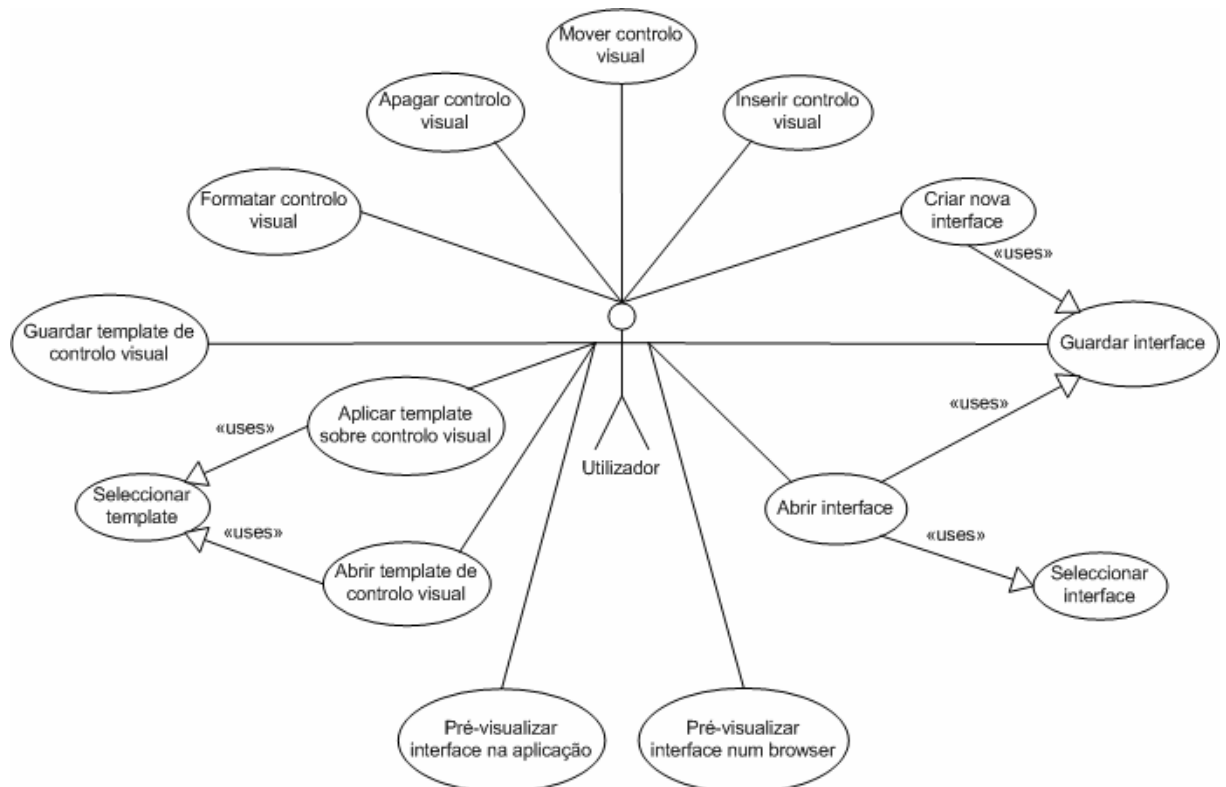 Mover controlo
visual
Apagar controlo
visual
Inserir controlo
visual
Formatar controlo
visual
Criar nova
interface
«uses»
Guardar template de
controlo visual
Guardar interface
Aplicar template
sobre controlo visual
«uses»
«uses»
Utilizador
Seleccionar
template
Abrir interface
«uses»
«uses»
Abrir template de
controlo visual
Seleccionar
interface
Pré-visualizar
interface na aplicação
Pré-visualizar
interface num browser